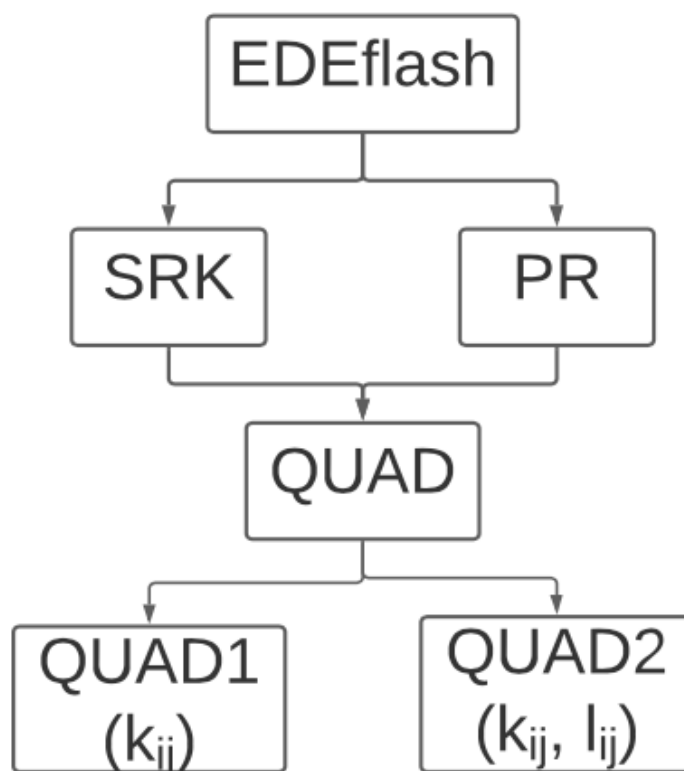 EDEflash
SRK
PR
QUAD
QUAD1
(kij)
QUAD2
(kij, lij)